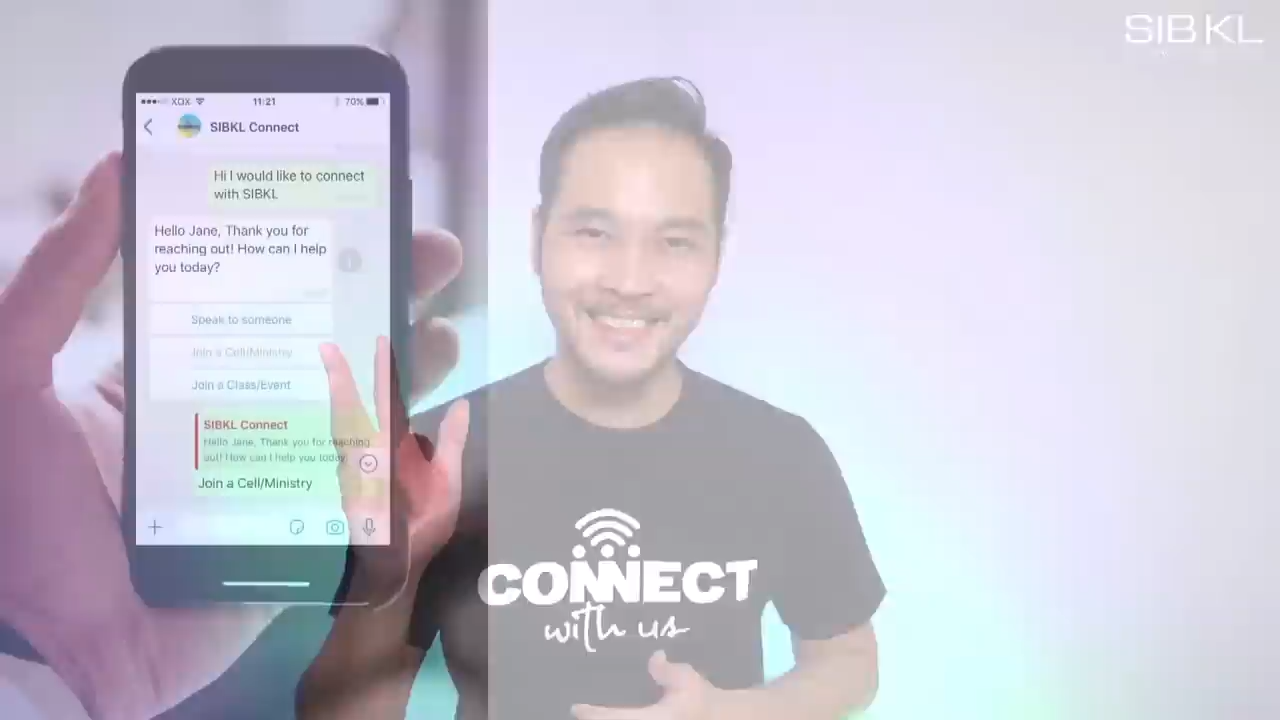 SIBKL
XOX 11:21 70%
SIBKL Connect
Hi I would like to connect
with SIBKL
Hello Jane, Thank you for
reaching out! How can I help
you today?
Speak to someone
Join a Cell/Ministry
Join a Class/Event
SIBKL Connect
Hello Jane, Thank you for reaching
out! How can I help you today
Join a Cell/Ministry
CONNECT
with us